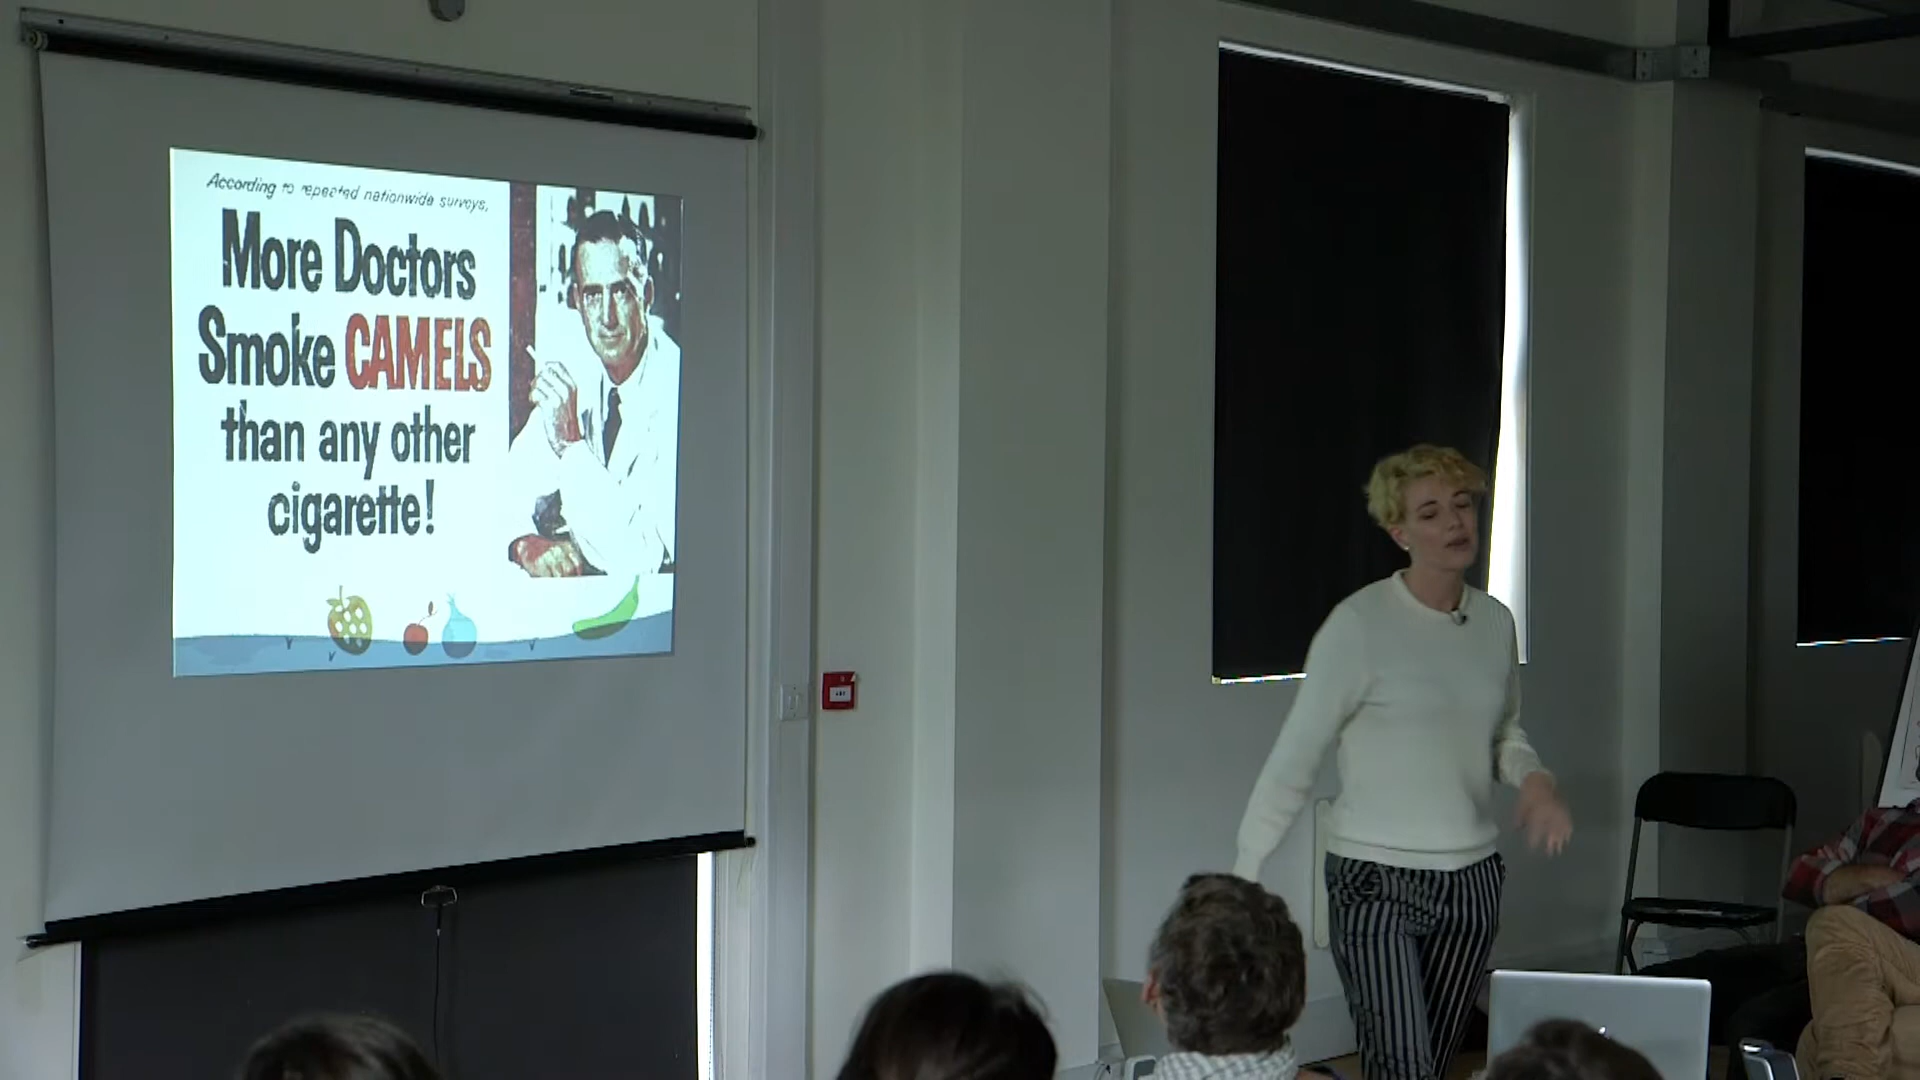 According to repeated nationwide surveys,
More Doctors
Smoke CAMELS
than any other
cigarette!